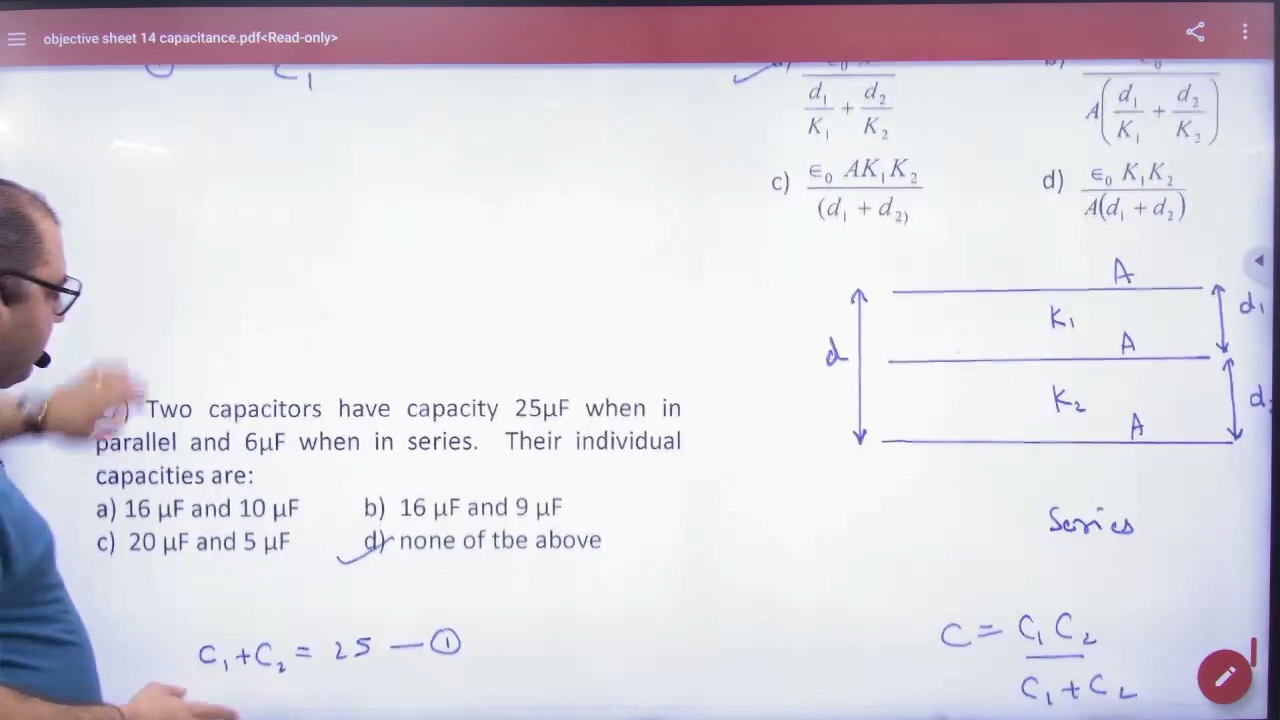 objective sheet 14 capacitance.pdf<Read-only>
C₁
d₁/K₁ + d₂/K₂
A(d₁/K₁ + d₂/K₂)
c) ∈₀ AK₁K₂/(d₁ + d₂)
d) ∈₀ K₁K₂/A(d₁ + d₂)
A
K₁
d₁
A
d
K₂
d
A
Two capacitors have capacity 25µF when in
parallel and 6µF when in series. Their individual
capacities are:
a) 16 µF and 10 µF b) 16 µF and 9 µF
c) 20 µF and 5 µF d) none of tbe above
C₁+C₂ = 25 — ①
Series
C = C₁C₂/C₁+C₂